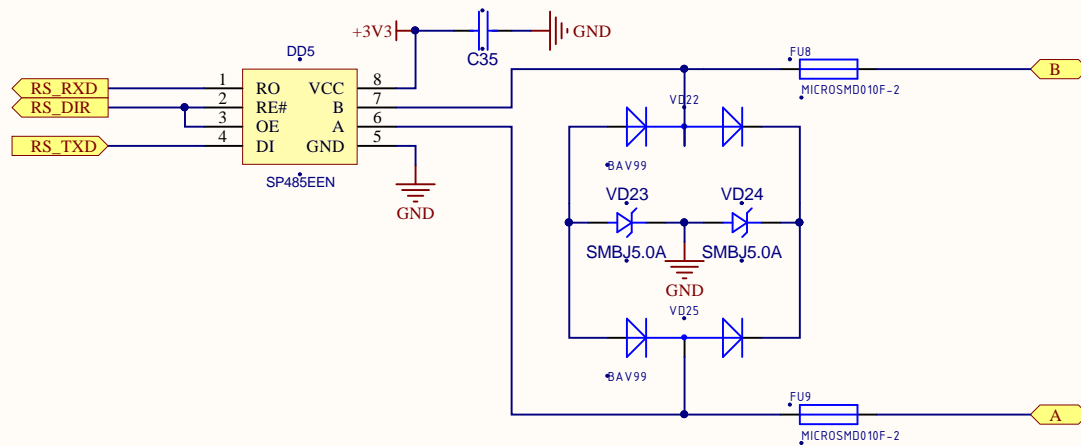 +3V3
GND
C35
DD5
FU8
B
RS_RXD
1
RO
VCC
8
MICROSMD010F-2
RS_DIR
2
RE#
B
7
VD22
3
OE
A
6
RS_TXD
4
DI
GND
5
BAV99
SP485EEN
GND
VD23
VD24
SMBJ5.0A
SMBJ5.0A
GND
VD25
BAV99
FU9
A
MICROSMD010F-2